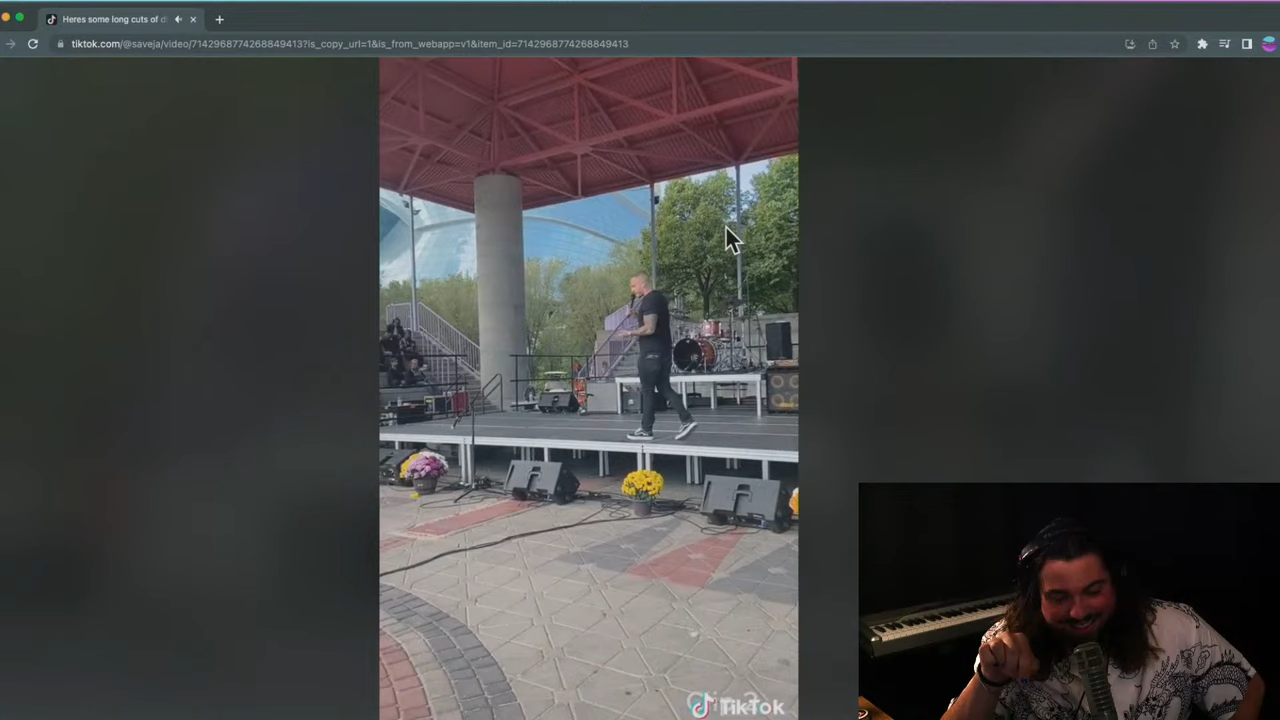 Heres some long cuts of d
tiktok.com/@saveja/video/7142968774268849413?is_copy_url=1&is_from_webapp=v1&item_id=7142968774268849413
TikTok